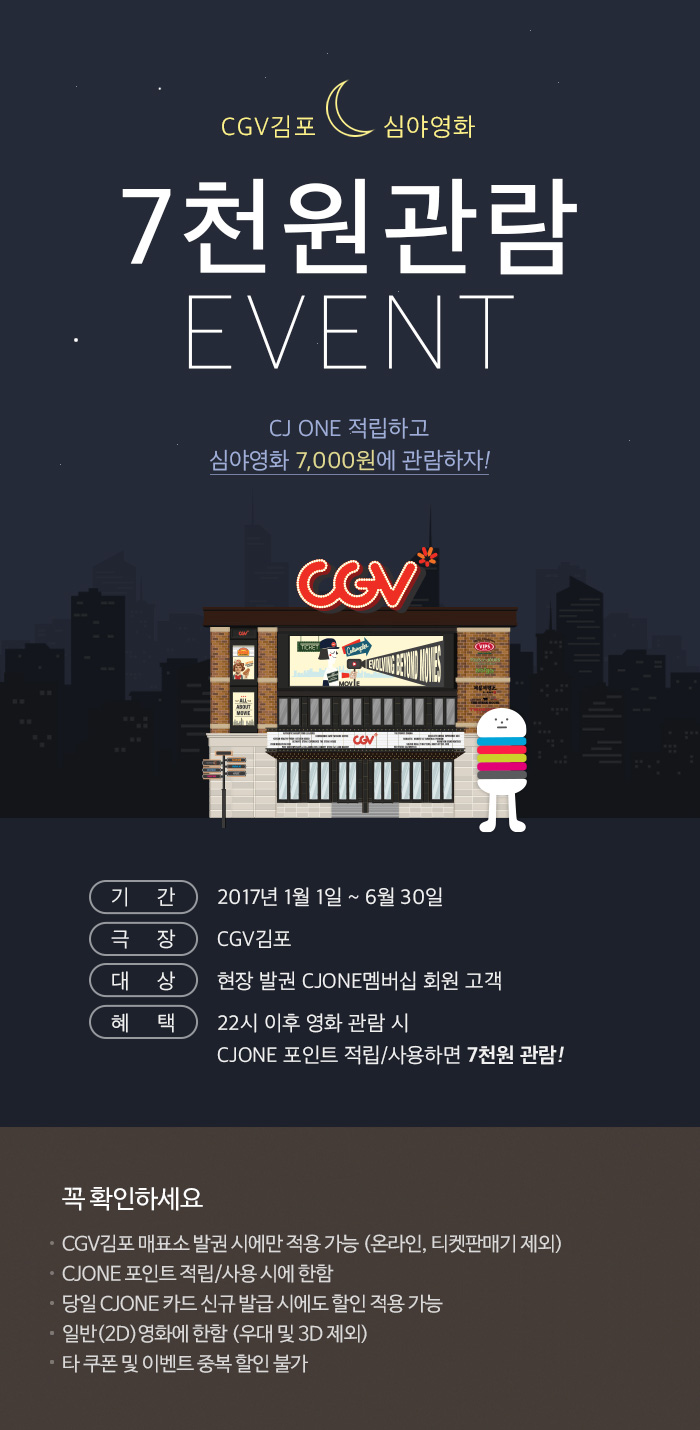 CGV김포 심야영화
7천원관람
EVENT
CJ ONE 적립하고
심야영화 7,000원에 관람하자!
CGV
TICKET
Cultureplex
EVOLVING BEYOND MOVIES
MOVIE
CGV
ALL
ABOUT
MOVIE
VIPS
CGV
기 간 2017년 1월 1일 ~ 6월 30일
극 장 CGV김포
대 상 현장 발권 CJONE멤버십 회원 고객
혜 택 22시 이후 영화 관람 시
CJONE 포인트 적립/사용하면 7천원 관람!
꼭 확인하세요
· CGV김포 매표소 발권 시에만 적용 가능 (온라인, 티켓판매기 제외)
· CJONE 포인트 적립/사용 시에 한함
· 당일 CJONE 카드 신규 발급 시에도 할인 적용 가능
· 일반(2D)영화에 한함 (우대 및 3D 제외)
· 타 쿠폰 및 이벤트 중복 할인 불가